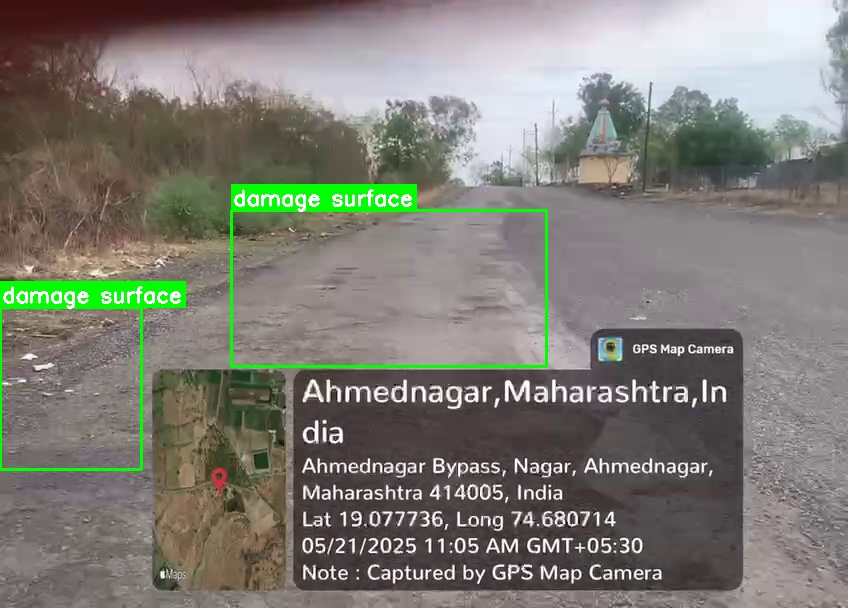 damage surface
damage surface
GPS Map Camera
Ahmednagar,Maharashtra,In
dia
Ahmednagar Bypass, Nagar, Ahmednagar,
Maharashtra 414005, India
Lat 19.077736, Long 74.680714
05/21/2025 11:05 AM GMT+05:30
Note : Captured by GPS Map Camera
Maps